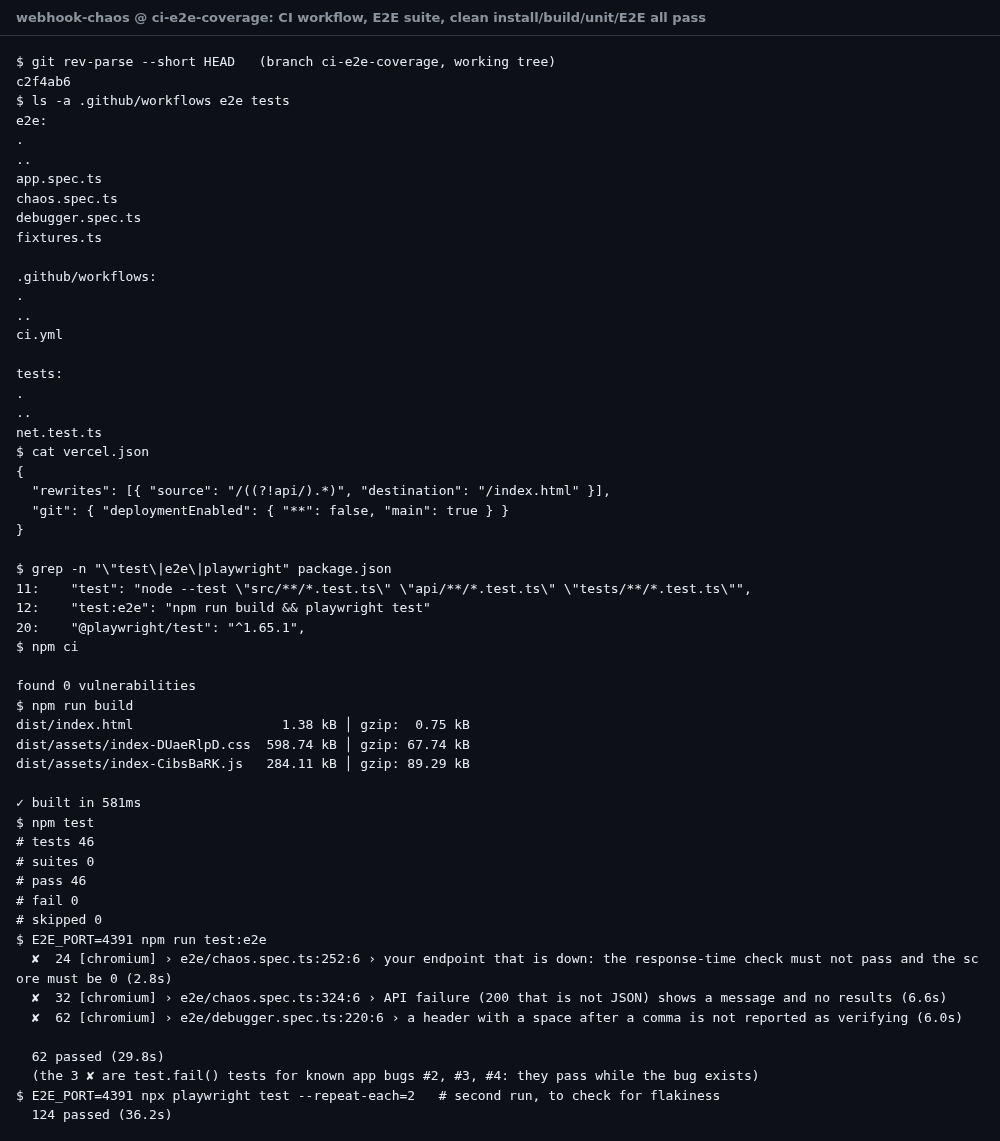 webhook-chaos @ ci-e2e-coverage: CI workflow, E2E suite, clean install/build/unit/E2E all pass
$ git rev-parse --short HEAD   (branch ci-e2e-coverage, working tree)
c2f4ab6
$ ls -a .github/workflows e2e tests
e2e:
.
..
app.spec.ts
chaos.spec.ts
debugger.spec.ts
fixtures.ts

.github/workflows:
.
..
ci.yml

tests:
.
..
net.test.ts
$ cat vercel.json
{
  "rewrites": [{ "source": "/((?!api/).*)", "destination": "/index.html" }],
  "git": { "deploymentEnabled": { "**": false, "main": true } }
}

$ grep -n "\"test\|e2e\|playwright" package.json
11:    "test": "node --test \"src/**/*.test.ts\" \"api/**/*.test.ts\" \"tests/**/*.test.ts\"",
12:    "test:e2e": "npm run build && playwright test"
20:    "@playwright/test": "^1.65.1",
$ npm ci

found 0 vulnerabilities
$ npm run build
dist/index.html                   1.38 kB │ gzip:  0.75 kB
dist/assets/index-DUaeRlpD.css  598.74 kB │ gzip: 67.74 kB
dist/assets/index-CibsBaRK.js   284.11 kB │ gzip: 89.29 kB

✓ built in 581ms
$ npm test
# tests 46
# suites 0
# pass 46
# fail 0
# skipped 0
$ E2E_PORT=4391 npm run test:e2e
  ✘  24 [chromium] › e2e/chaos.spec.ts:252:6 › your endpoint that is down: the response-time check must not pass and the sc
ore must be 0 (2.8s)
  ✘  32 [chromium] › e2e/chaos.spec.ts:324:6 › API failure (200 that is not JSON) shows a message and no results (6.6s)
  ✘  62 [chromium] › e2e/debugger.spec.ts:220:6 › a header with a space after a comma is not reported as verifying (6.0s)

  62 passed (29.8s)
  (the 3 ✘ are test.fail() tests for known app bugs #2, #3, #4: they pass while the bug exists)
$ E2E_PORT=4391 npx playwright test --repeat-each=2   # second run, to check for flakiness
  124 passed (36.2s)